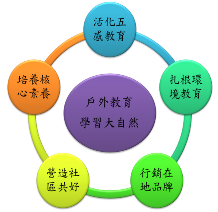 活化五
感教育
扎根環
境教育
行銷在
地品牌
營造社
區共好
培養核
心素養
戶外教育
學習大自然